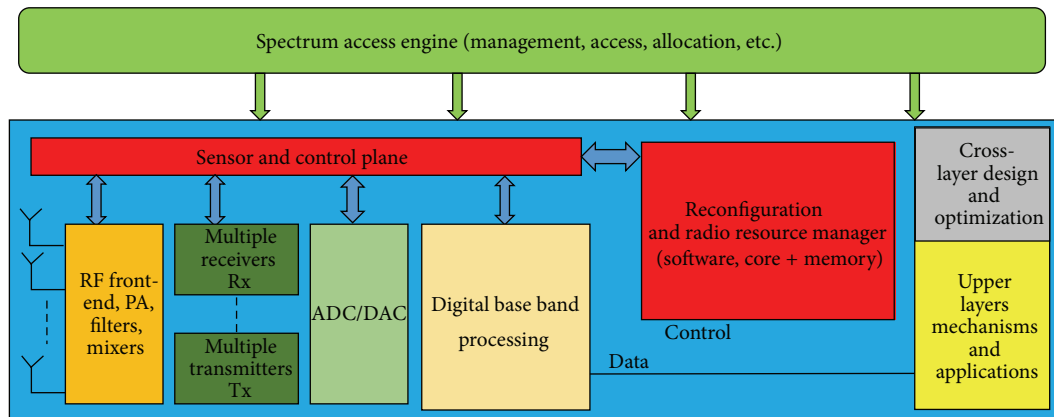 Spectrum access engine (management, access, allocation, etc.)
Sensor and control plane
Reconfiguration
and radio resource manager
(software, core + memory)
Cross-
layer design
and
optimization
RF front-
end, PA,
filters,
mixers
Multiple
receivers
Rx
Multiple
transmitters
Tx
ADC/DAC
Digital base band
processing
Control
Data
Upper
layers
mechanisms
and
applications